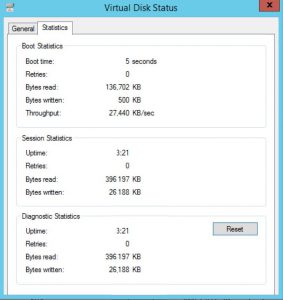 Virtual Disk Status
x
General Statistics
Boot Statistics
Boot time: 5 seconds
Retries: 0
Bytes read: 136,702 KB
Bytes written: 500 KB
Throughput: 27,440 KB/sec
Session Statistics
Uptime: 3:21
Retries: 0
Bytes read: 396 197 KB
Bytes written: 26 188 KB
Diagnostic Statistics
Reset
Uptime: 3:21
Retries: 0
Bytes read: 396 197 KB
Bytes written: 26,188 KB